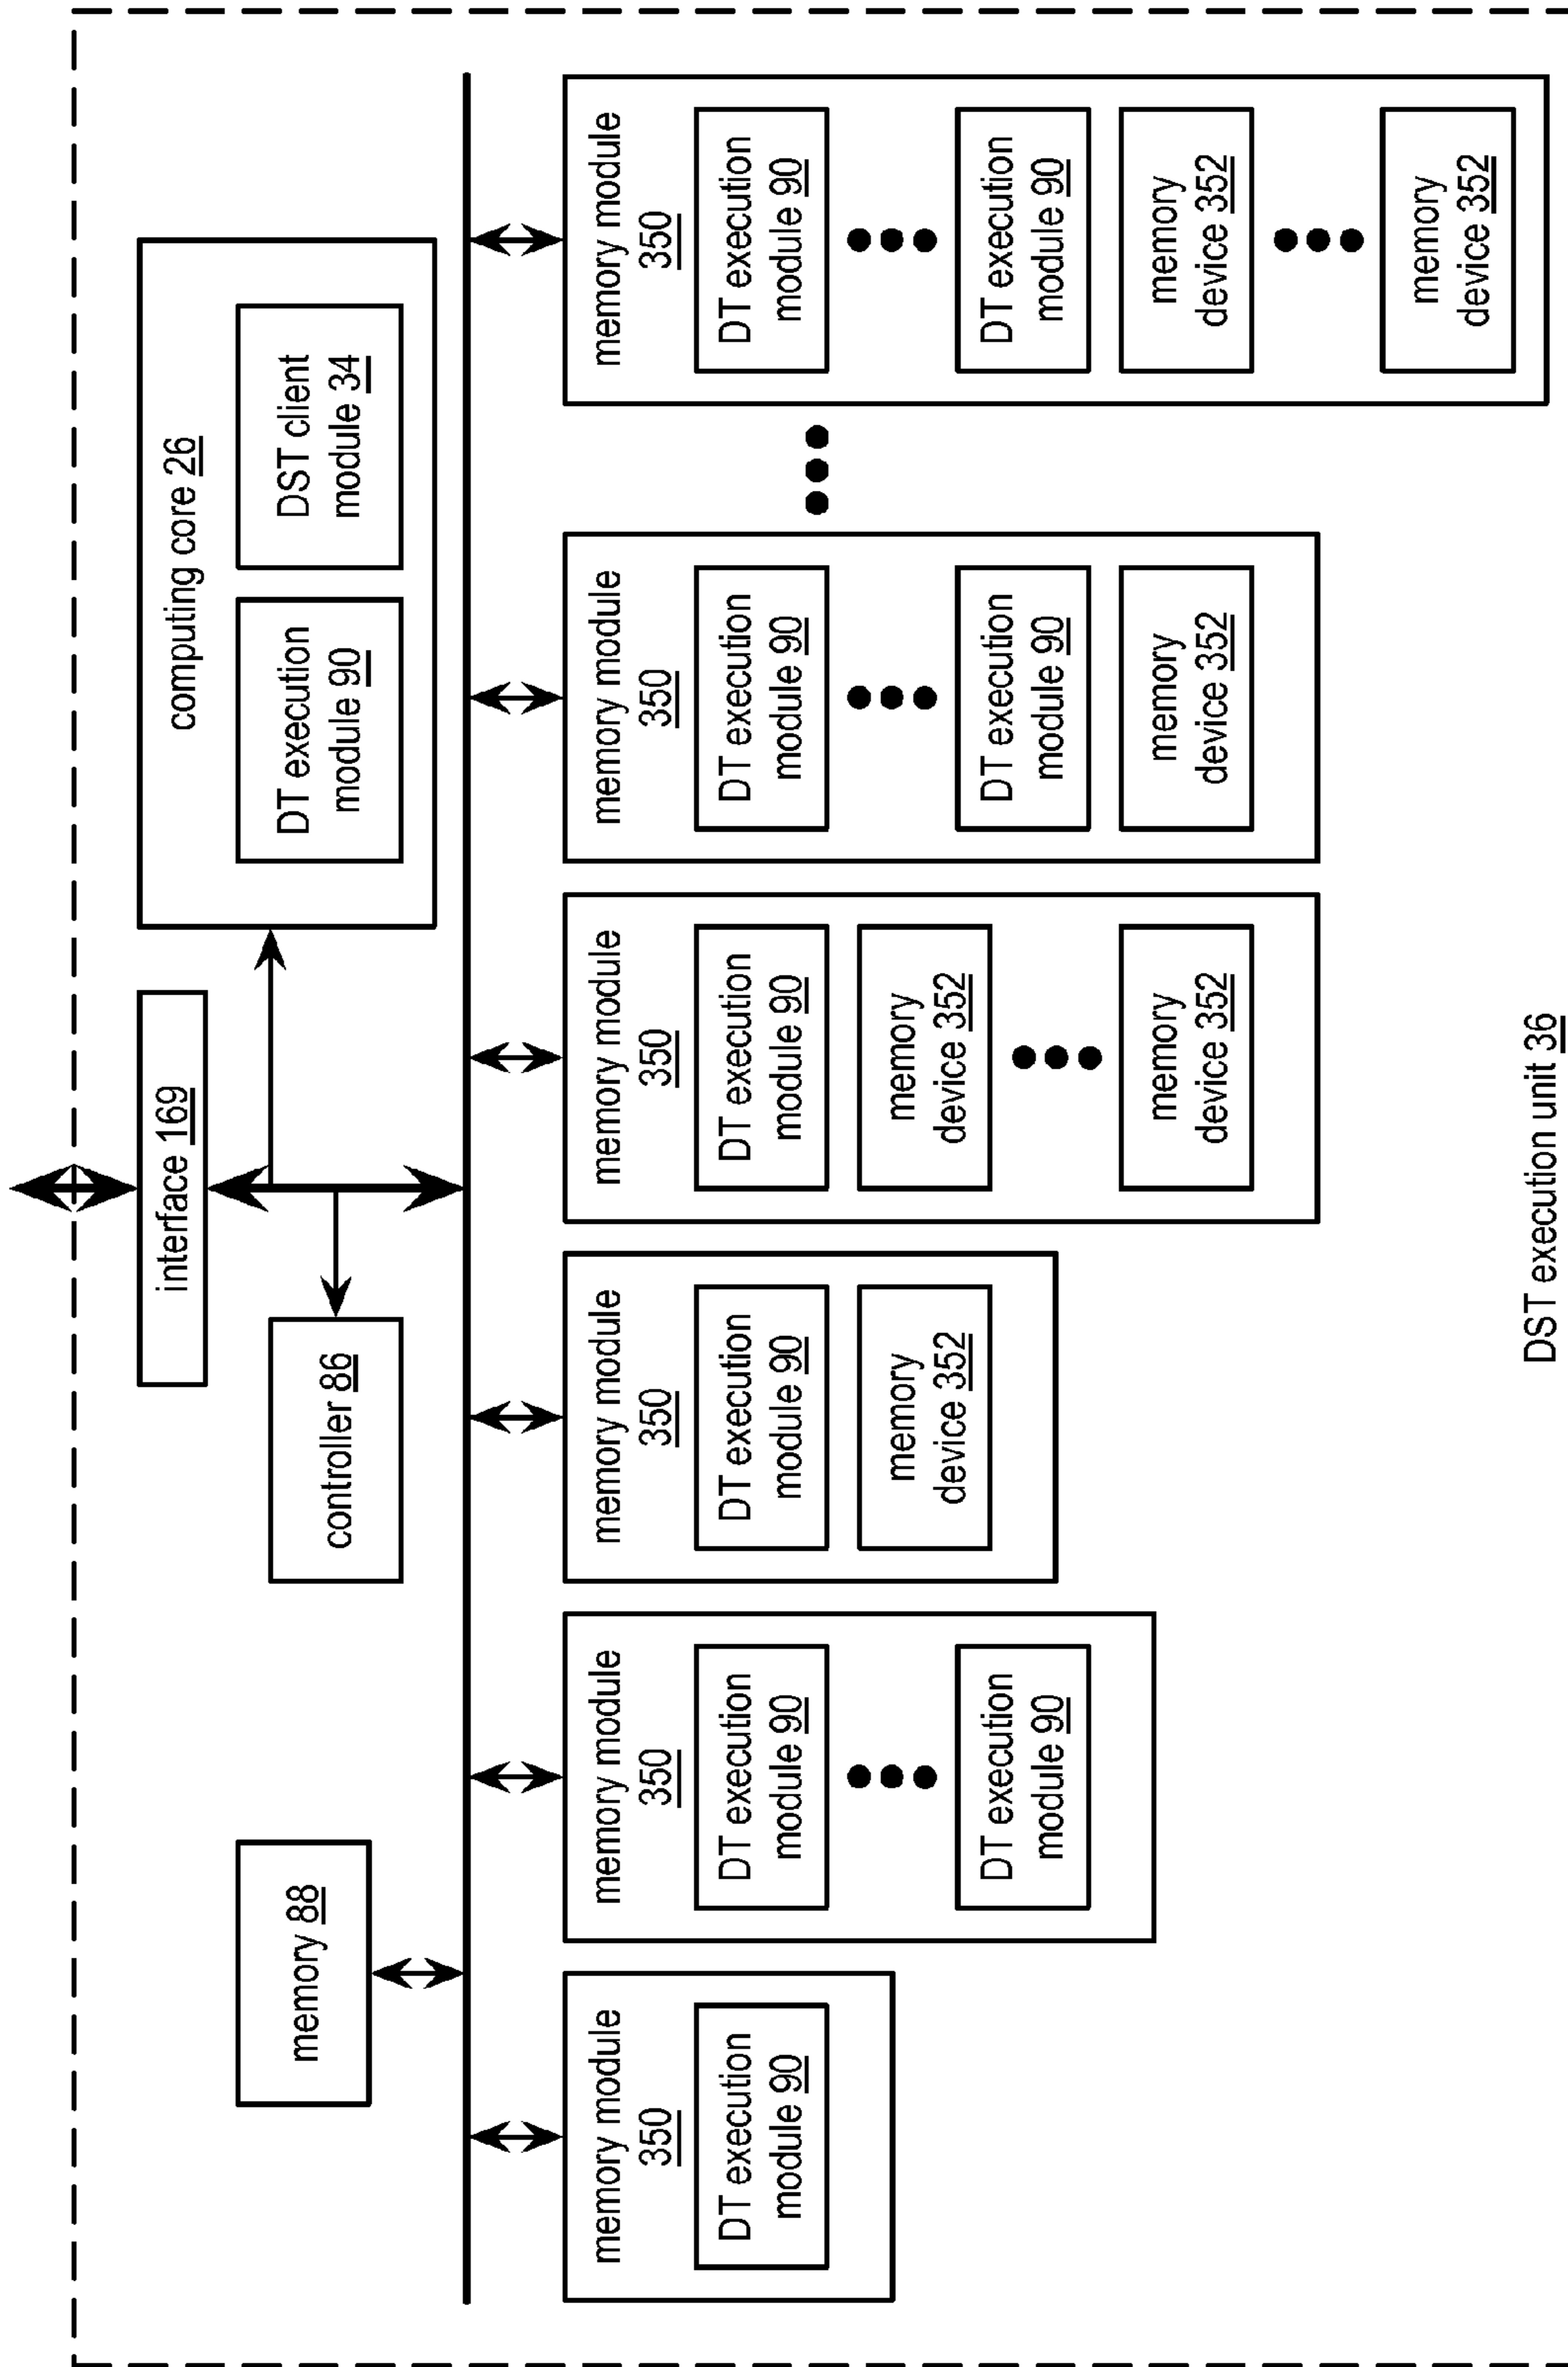 interface 169
computing core 26
DT execution
module 90
DST client
module 34
controller 86
memory 88
memory module
350
DT execution
module 90
memory module
350
DT execution
module 90
DT execution
module 90
memory module
350
DT execution
module 90
memory
device 352
memory module
350
DT execution
module 90
memory
device 352
memory
device 352
memory module
350
DT execution
module 90
DT execution
module 90
memory
device 352
memory module
350
DT execution
module 90
DT execution
module 90
memory
device 352
memory
device 352
DST execution unit 36